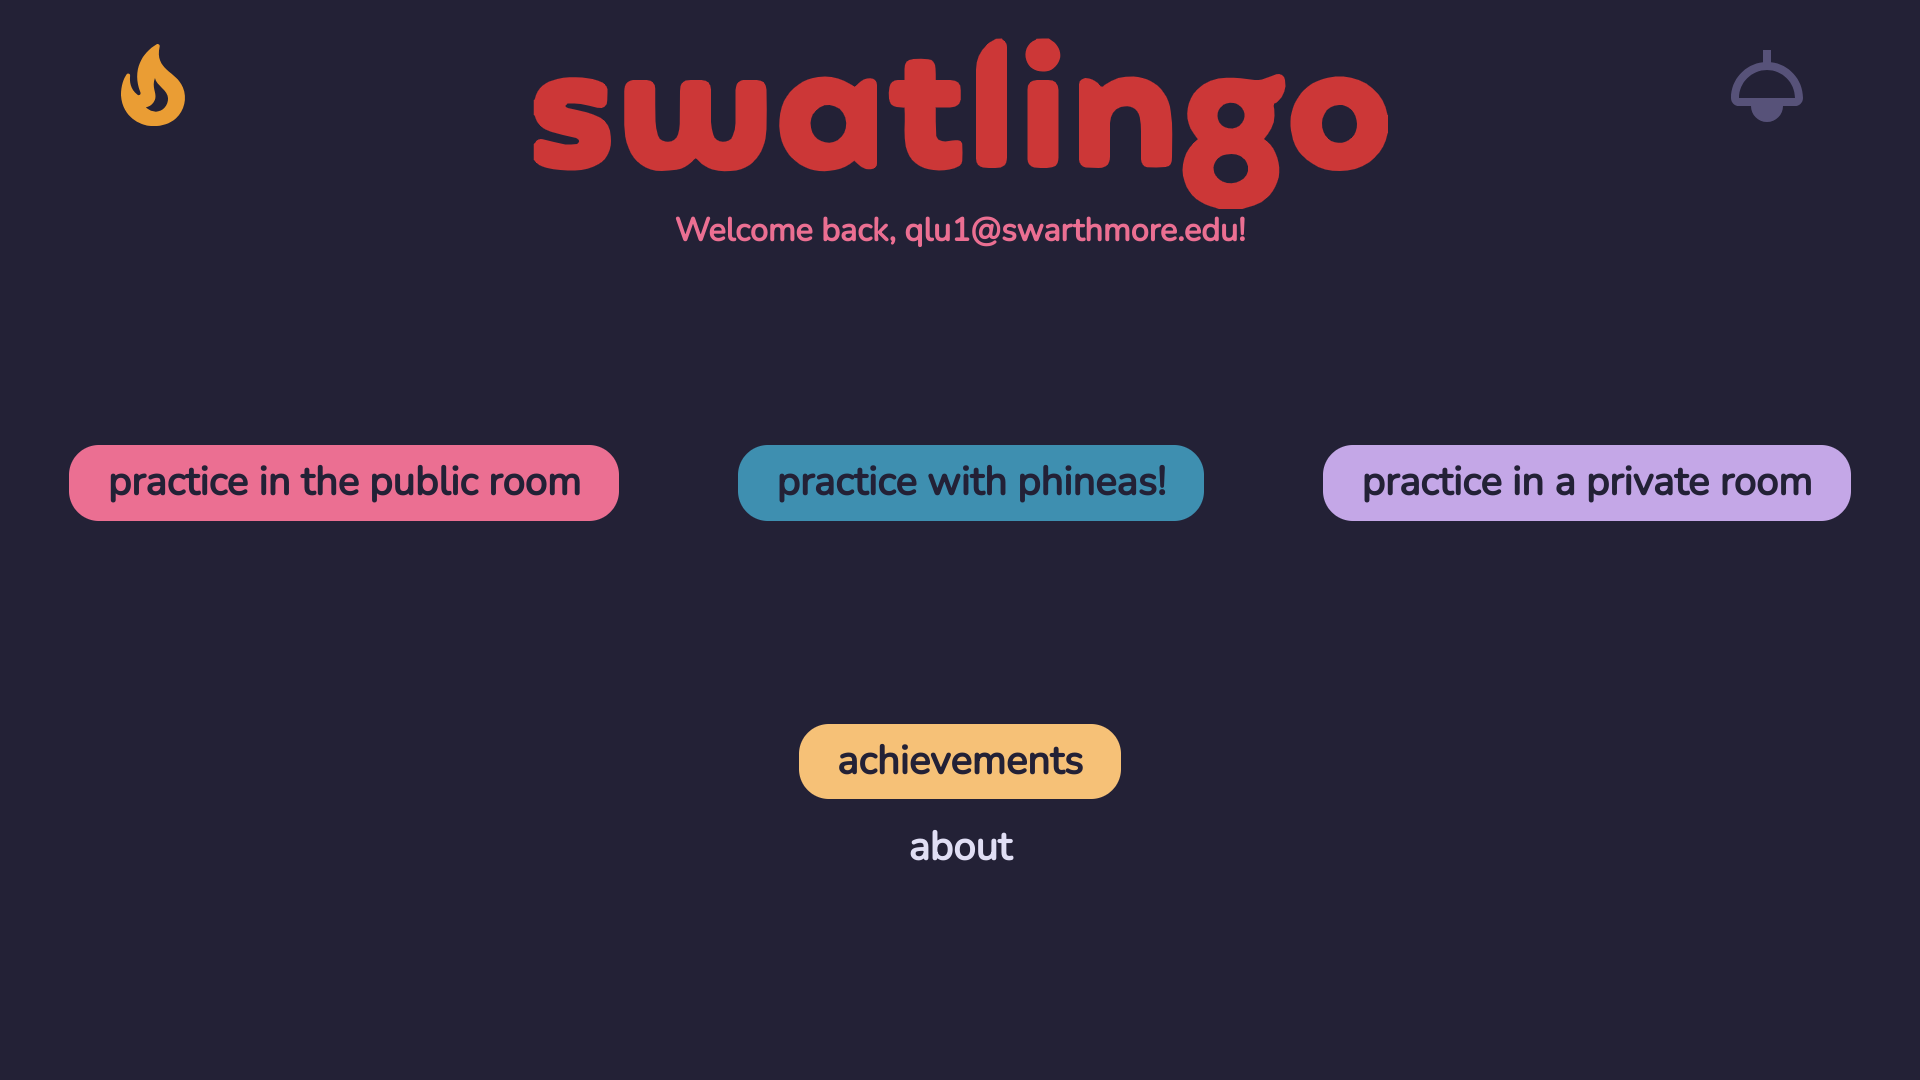 swatlingo
Welcome back, qlu1@swarthmore.edu!
practice in the public room
practice with phineas!
practice in a private room
achievements
about